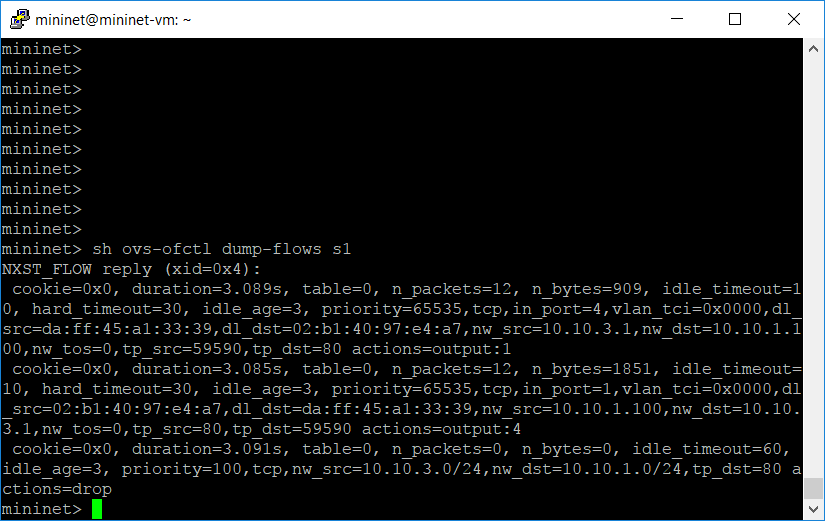 mininet@mininet-vm: ~
mininet>
mininet>
mininet>
mininet>
mininet>
mininet>
mininet>
mininet>
mininet>
mininet>
mininet> sh ovs-ofctl dump-flows s1
NXST_FLOW reply (xid=0x4):
 cookie=0x0, duration=3.089s, table=0, n_packets=12, n_bytes=909, idle_timeout=1
0, hard_timeout=30, idle_age=3, priority=65535,tcp,in_port=4,vlan_tci=0x0000,dl_
src=da:ff:45:a1:33:39,dl_dst=02:b1:40:97:e4:a7,nw_src=10.10.3.1,nw_dst=10.10.1.1
00,nw_tos=0,tp_src=59590,tp_dst=80 actions=output:1
 cookie=0x0, duration=3.085s, table=0, n_packets=12, n_bytes=1851, idle_timeout=
10, hard_timeout=30, idle_age=3, priority=65535,tcp,in_port=1,vlan_tci=0x0000,dl
_src=02:b1:40:97:e4:a7,dl_dst=da:ff:45:a1:33:39,nw_src=10.10.1.100,nw_dst=10.10.
3.1,nw_tos=0,tp_src=80,tp_dst=59590 actions=output:4
 cookie=0x0, duration=3.091s, table=0, n_packets=0, n_bytes=0, idle_timeout=60,
idle_age=3, priority=100,tcp,nw_src=10.10.3.0/24,nw_dst=10.10.1.0/24,tp_dst=80 a
ctions=drop
mininet>